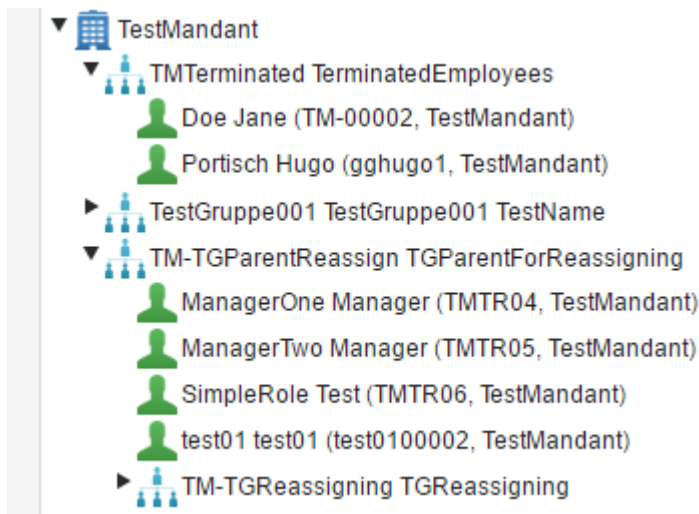 TestMandant
TMTerminated TerminatedEmployees
Doe Jane (TM-00002, TestMandant)
Portisch Hugo (gghugo1, TestMandant)
TestGruppe001 TestGruppe001 TestName
TM-TGParentReassign TGParentForReassigning
ManagerOne Manager (TMTR04, TestMandant)
ManagerTwo Manager (TMTR05, TestMandant)
SimpleRole Test (TMTR06, TestMandant)
test01 test01 (test0100002, TestMandant)
TM-TGReassigning TGReassigning